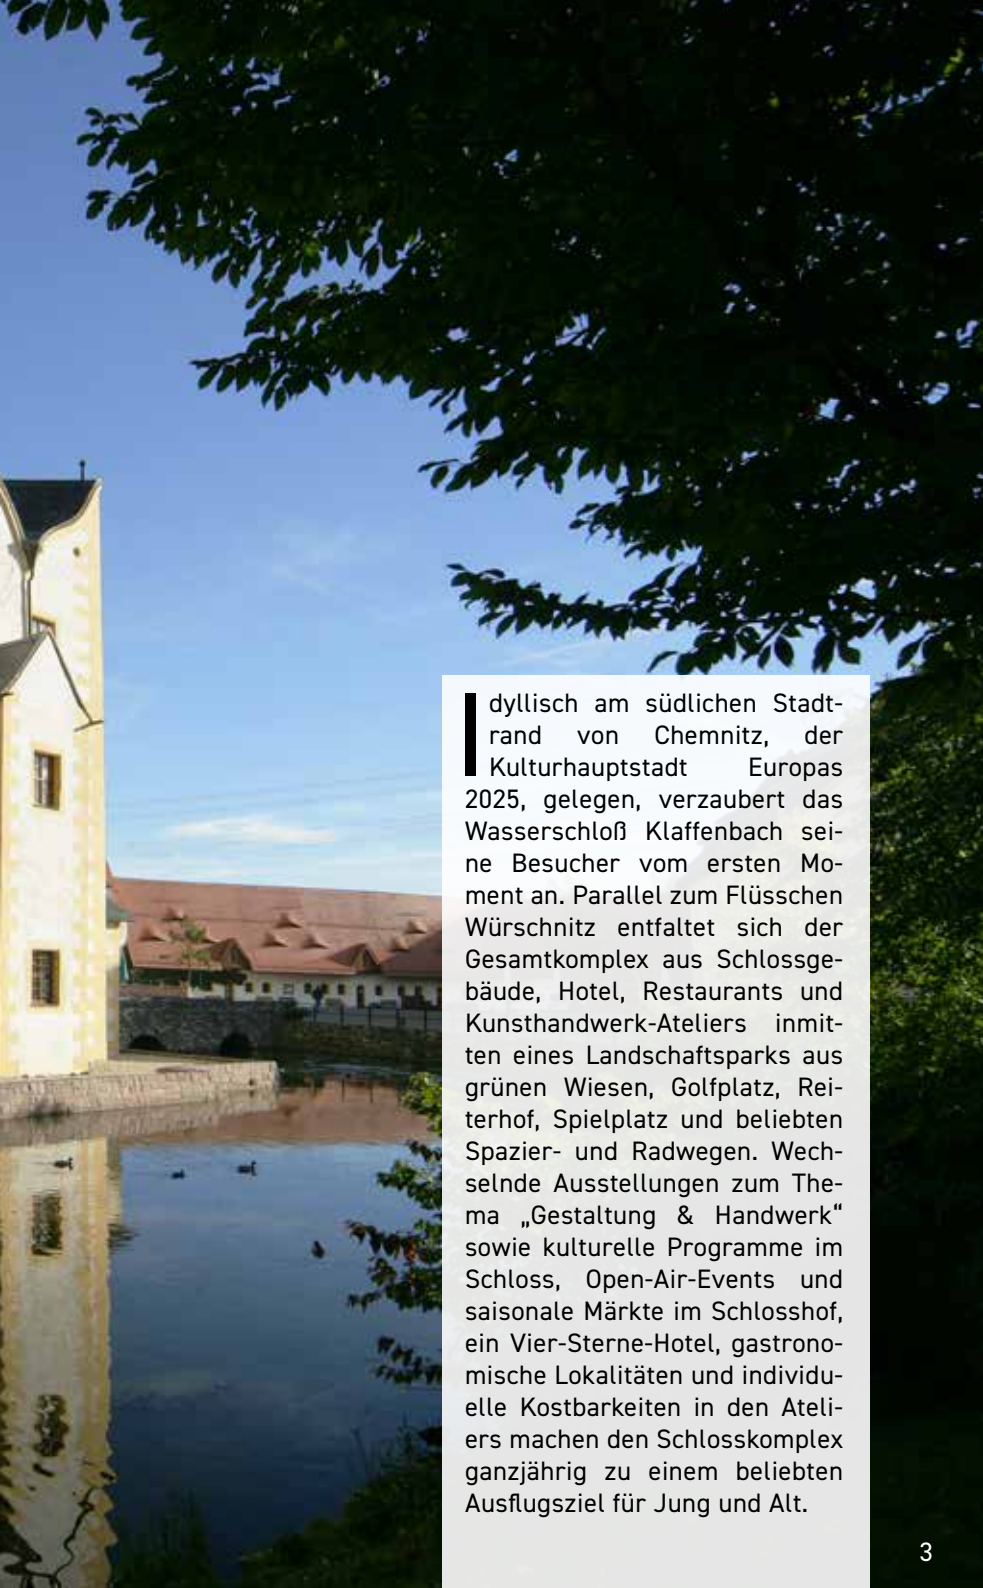 Idyllisch am südlichen Stadt-
rand von Chemnitz, der
Kulturhauptstadt Europas
2025, gelegen, verzaubert das
Wasserschloß Klaffenbach sei-
ne Besucher vom ersten Mo-
ment an. Parallel zum Flüsschen
Würschnitz entfaltet sich der
Gesamtkomplex aus Schlossge-
bäude, Hotel, Restaurants und
Kunsthandwerk-Ateliers inmit-
ten eines Landschaftsparks aus
grünen Wiesen, Golfplatz, Rei-
terhof, Spielplatz und beliebten
Spazier- und Radwegen. Wech-
selnde Ausstellungen zum The-
ma „Gestaltung & Handwerk“
sowie kulturelle Programme im
Schloss, Open-Air-Events und
saisonale Märkte im Schlosshof,
ein Vier-Sterne-Hotel, gastrono-
mische Lokalitäten und individu-
elle Kostbarkeiten in den Ateli-
ers machen den Schlosskomplex
ganzjährig zu einem beliebten
Ausflugsziel für Jung und Alt.
3